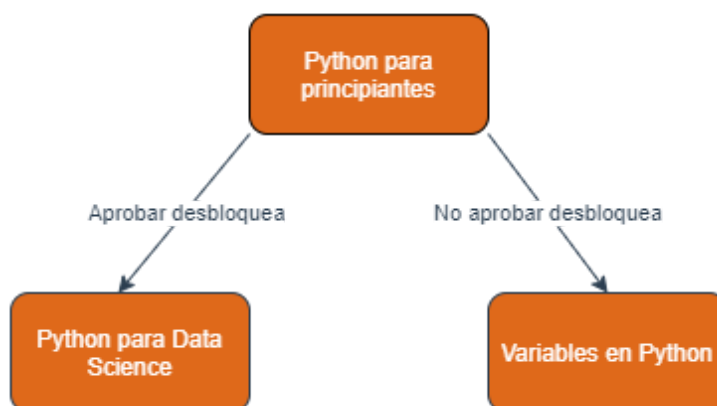 Python para
principiantes
Aprobar desbloquea
No aprobar desbloquea
Python para Data
Science
Variables en Python